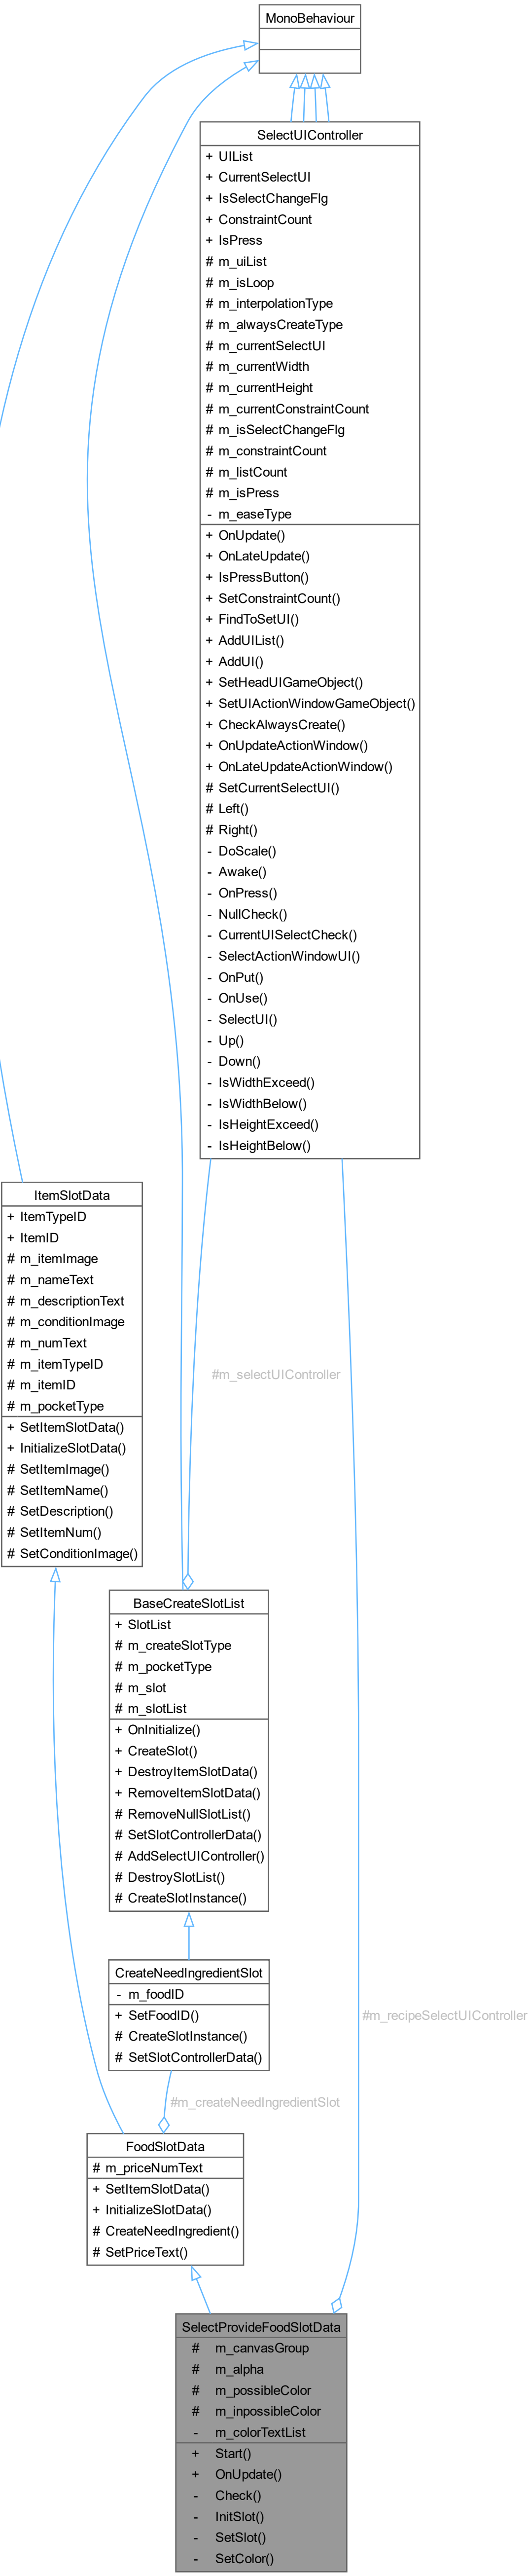 MonoBehaviour
SelectUIController
+ UIList
+ CurrentSelectUI
+ IsSelectChangeFlg
+ ConstraintCount
+ IsPress
# m_uiList
# m_isLoop
# m_interpolationType
# m_alwaysCreateType
# m_currentSelectUI
# m_currentWidth
# m_currentHeight
# m_currentConstraintCount
# m_isSelectChangeFlg
# m_constraintCount
# m_listCount
# m_isPress
- m_easeType
+ OnUpdate()
+ OnLateUpdate()
+ IsPressButton()
+ SetConstraintCount()
+ FindToSetUI()
+ AddUIList()
+ AddUI()
+ SetHeadUIGameObject()
+ SetUIActionWindowGameObject()
+ CheckAlwaysCreate()
+ OnUpdateActionWindow()
+ OnLateUpdateActionWindow()
# SetCurrentSelectUI()
# Left()
# Right()
- DoScale()
- Awake()
- OnPress()
- NullCheck()
- CurrentUISelectCheck()
- SelectActionWindowUI()
- OnPut()
- OnUse()
- SelectUI()
- Up()
- Down()
- IsWidthExceed()
- IsWidthBelow()
- IsHeightExceed()
- IsHeightBelow()
ItemSlotData
+ ItemTypeID
+ ItemID
# m_itemImage
# m_nameText
# m_descriptionText
# m_conditionImage
# m_numText
# m_itemTypeID
# m_itemID
# m_pocketType
+ SetItemSlotData()
+ InitializeSlotData()
# SetItemImage()
# SetItemName()
# SetDescription()
# SetItemNum()
# SetConditionImage()
#m_selectUIController
BaseCreateSlotList
+ SlotList
# m_createSlotType
# m_pocketType
# m_slot
# m_slotList
+ OnInitialize()
+ CreateSlot()
+ DestroyItemSlotData()
+ RemoveItemSlotData()
# RemoveNullSlotList()
# SetSlotControllerData()
# AddSelectUIController()
# DestroySlotList()
# CreateSlotInstance()
CreateNeedIngredientSlot
- m_foodID
+ SetFoodID()
# CreateSlotInstance()
# SetSlotControllerData()
#m_recipeSelectUIController
#m_createNeedIngredientSlot
FoodSlotData
# m_priceNumText
+ SetItemSlotData()
+ InitializeSlotData()
# CreateNeedIngredient()
# SetPriceText()
SelectProvideFoodSlotData
# m_canvasGroup
# m_alpha
# m_possibleColor
# m_inpossibleColor
- m_colorTextList
+ Start()
+ OnUpdate()
- Check()
- InitSlot()
- SetSlot()
- SetColor()